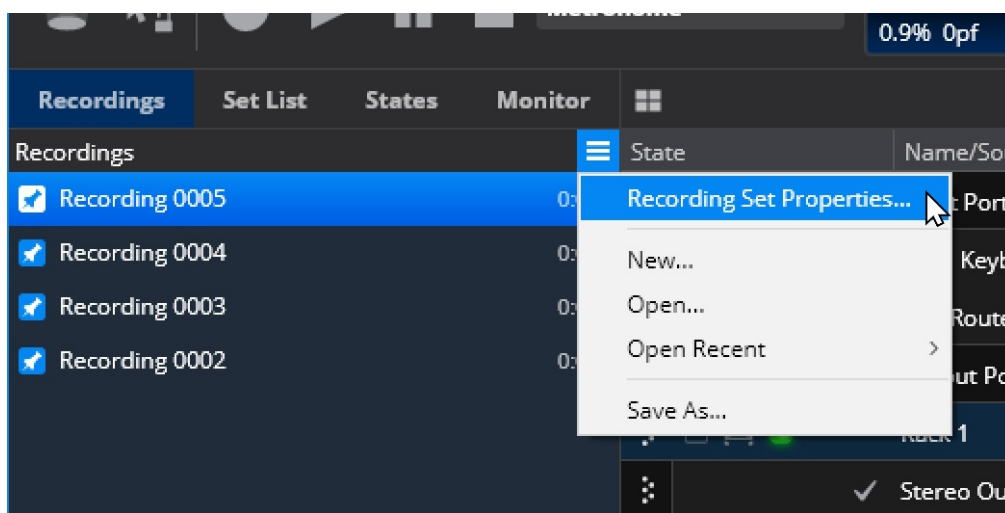 0.9% 0pf
Recordings Set List States Monitor
Recordings State
Recording 0005 Recording Set Properties...
Recording 0004 New...
Recording 0003 Open...
Open Recent
Recording 0002
Save As...
Rack 1
Stereo